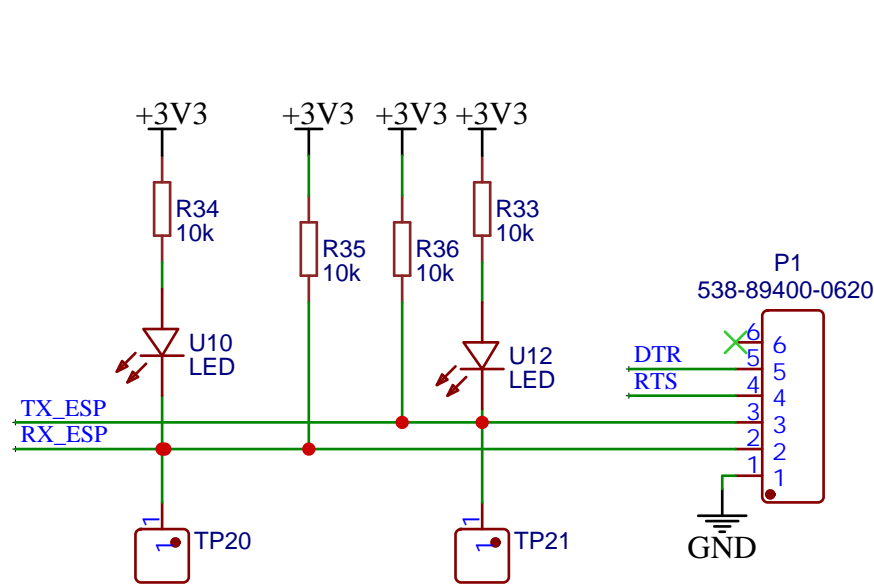 +3V3 +3V3 +3V3 +3V3
R34
10k
R35
10k
R36
10k
R33
10k
P1
538-89400-0620
U10
LED
U12
LED
DTR
RTS
TX_ESP
RX_ESP
6 6
5 5
4 4
3 3
2 2
1 1
GND
1
1
TP20
1
1
TP21